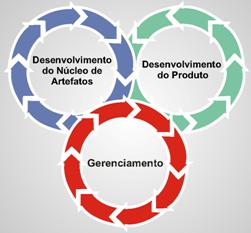 Desenvolvimento
do Núcleo de
Artefatos
Desenvolvimento
do Produto
Gerenciamento